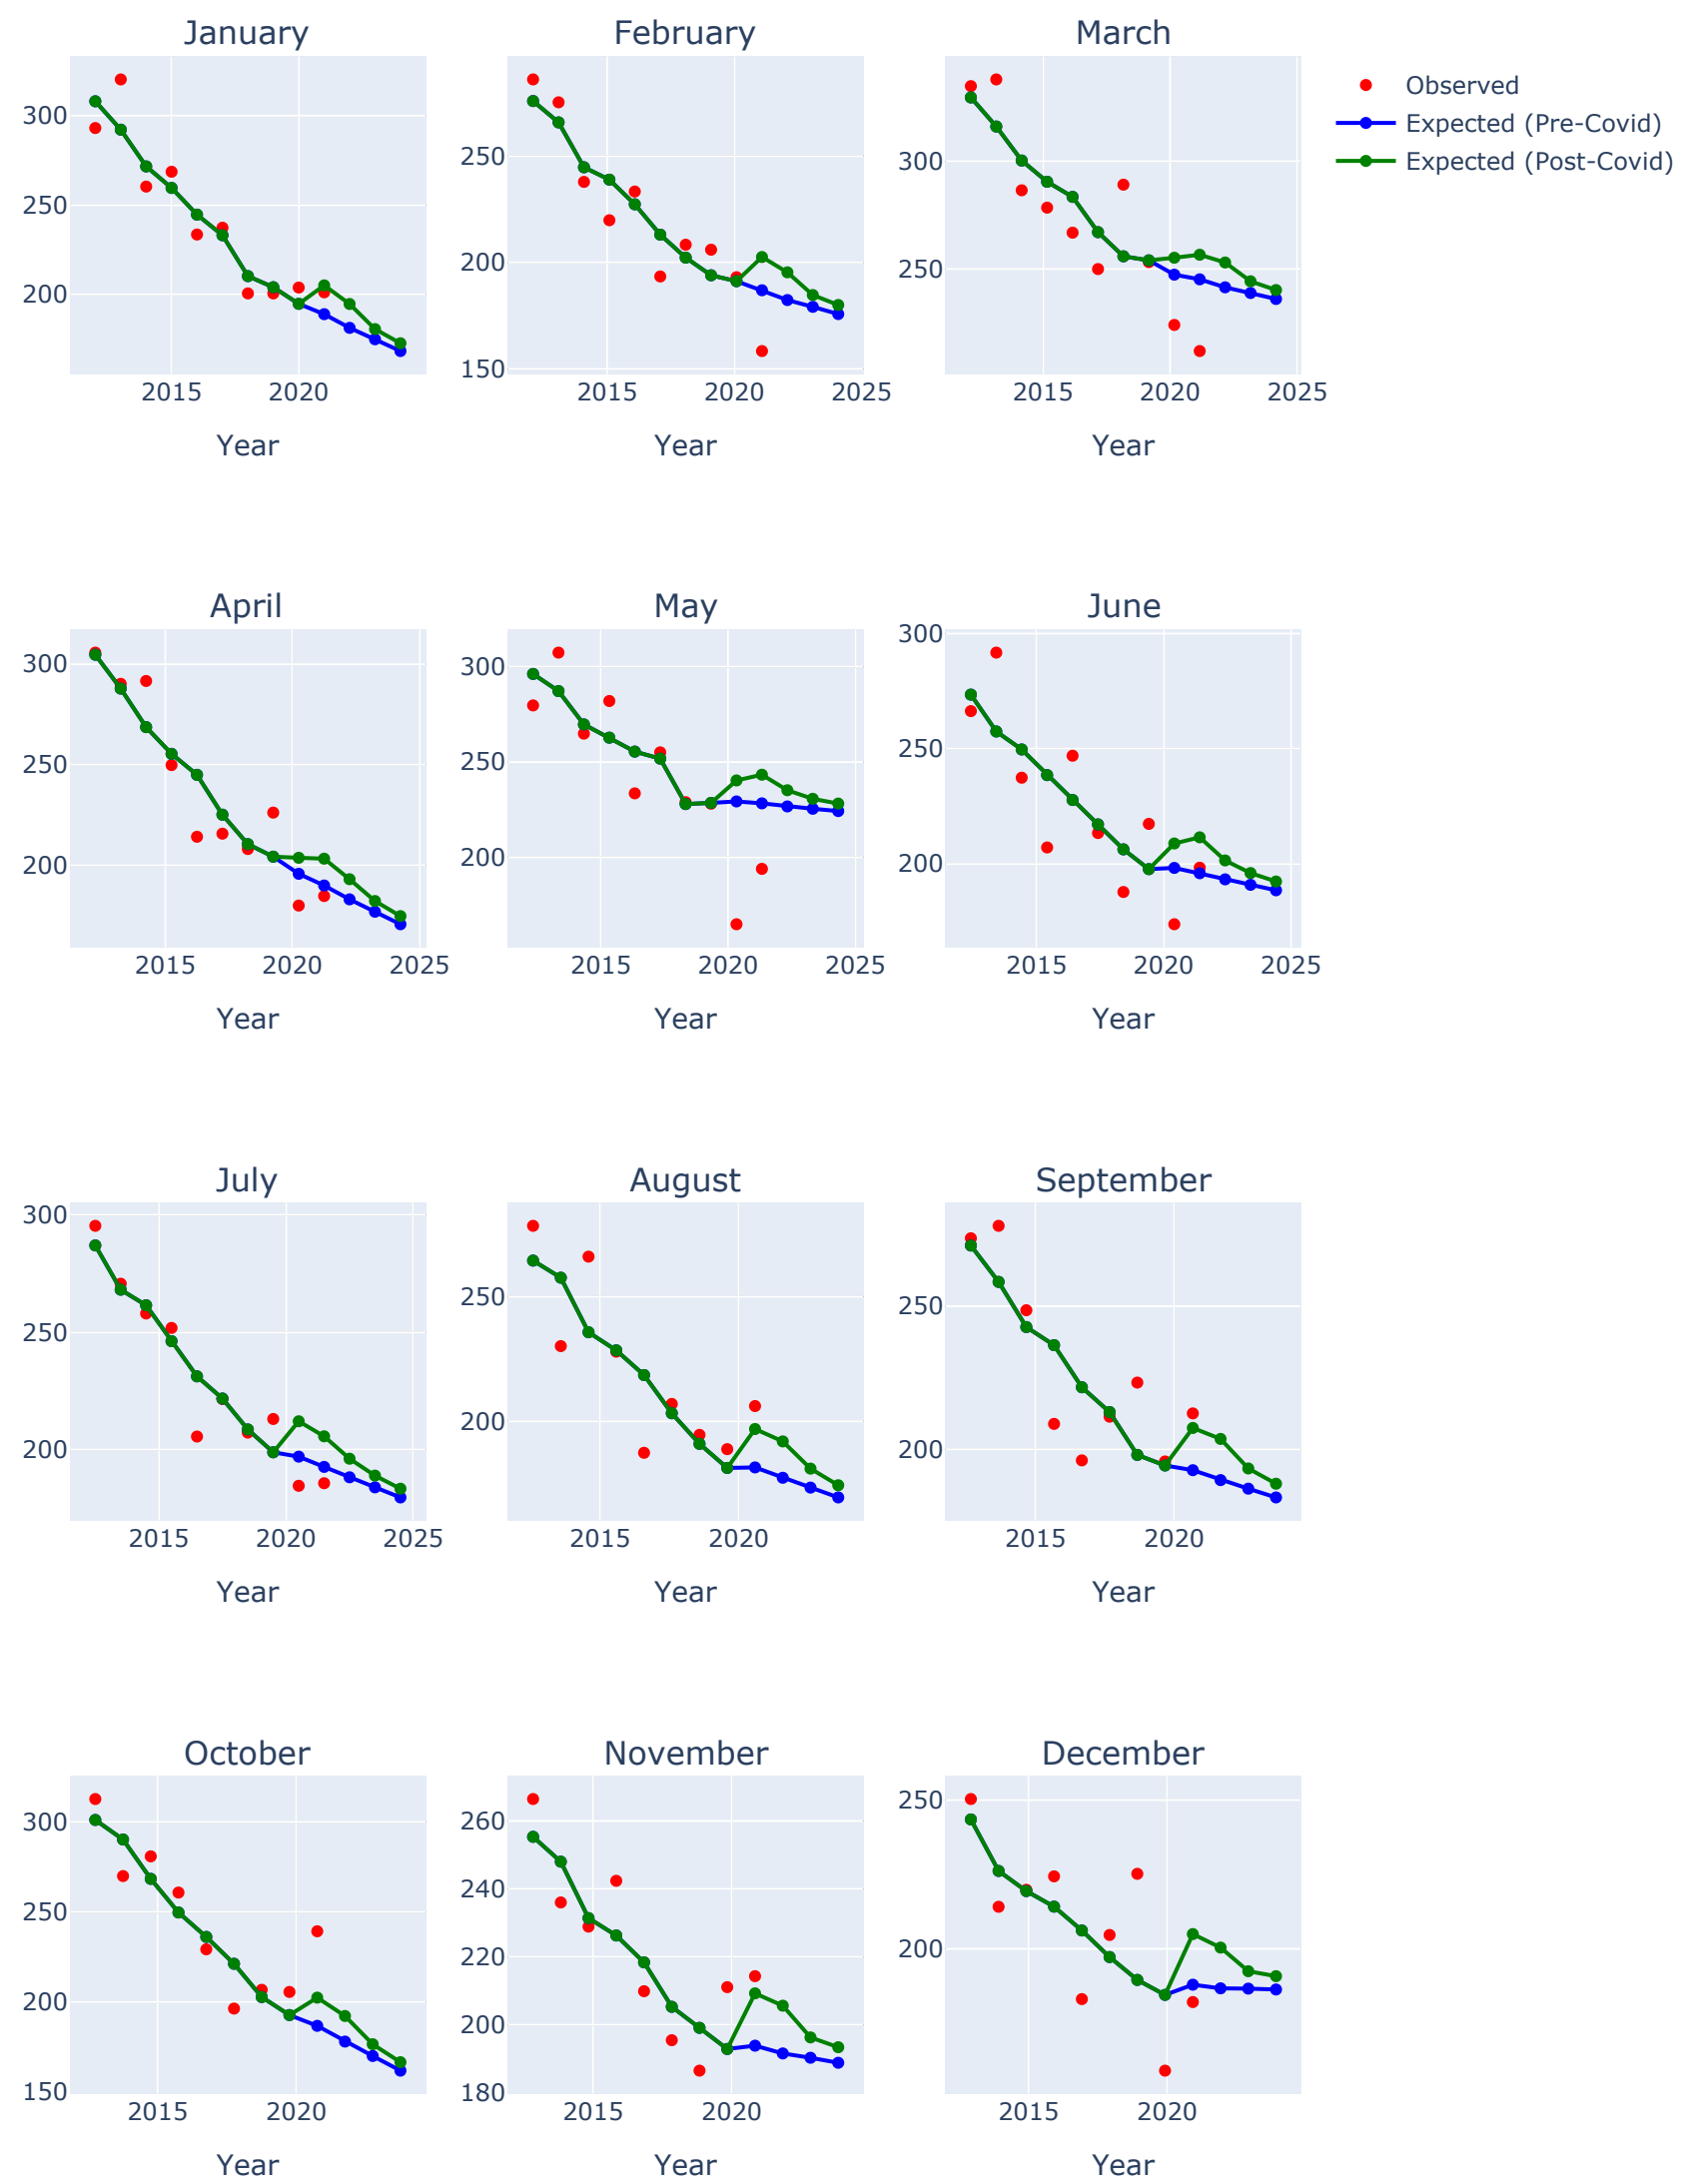 January February March
Observed
Expected (Pre-Covid)
Expected (Post-Covid)
300
250
200
2015 2020
Year
250
200
150
2015 2020 2025
Year
300
250
2015 2020 2025
Year
April May June
300
250
200
2015 2020 2025
Year
300
250
200
2015 2020 2025
Year
300
250
200
2015 2020 2025
Year
July August September
300
250
200
2015 2020 2025
Year
250
200
2015 2020
Year
250
200
2015 2020
Year
October November December
300
250
200
150
2015 2020
Year
260
240
220
200
180
2015 2020
Year
250
200
2015 2020
Year